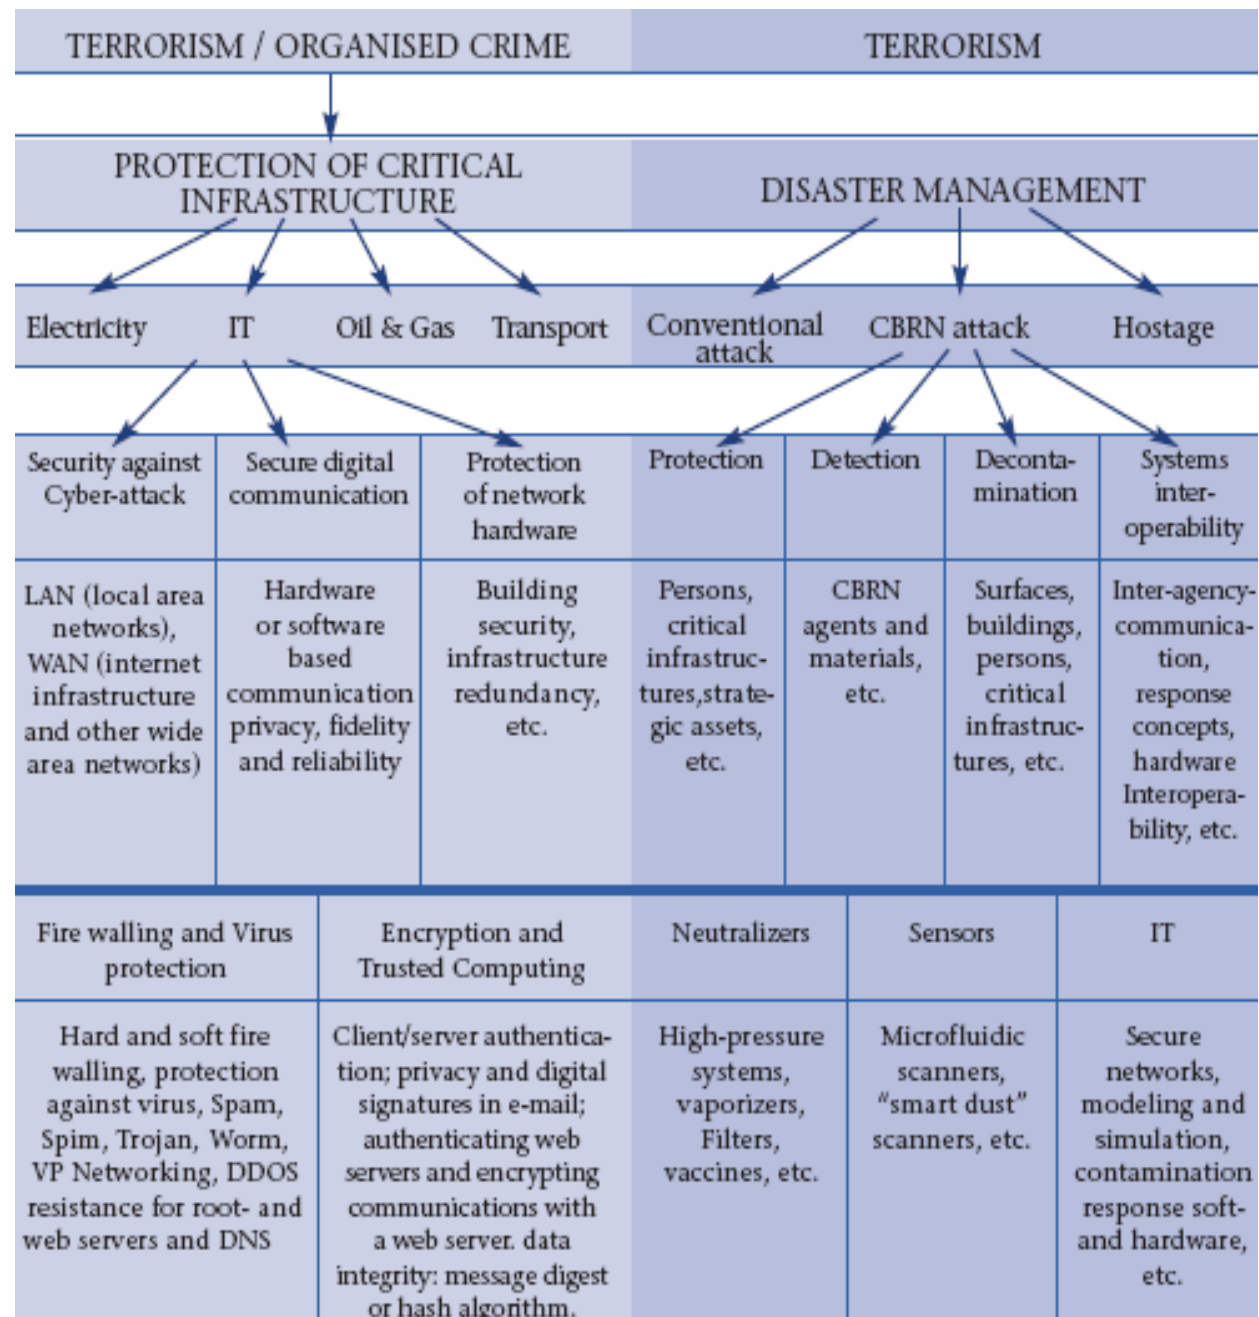 TERRORISM / ORGANISED CRIME
TERRORISM
PROTECTION OF CRITICAL
INFRASTRUCTURE
DISASTER MANAGEMENT
Electricity
IT
Oil & Gas
Transport
Conventional
attack
CBRN attack
Hostage
Security against
Cyber-attack
Secure digital
communication
Protection
of network
hardware
Protection
Detection
Deconta-
mination
Systems
inter-
operability
LAN (local area
networks),
WAN (internet
infrastructure
and other wide
area networks)
Hardware
or software
based
communication
privacy, fidelity
and reliability
Building
security,
infrastructure
redundancy,
etc.
Persons,
critical
infrastruc-
tures,strate-
gic assets,
etc.
CBRN
agents and
materials,
etc.
Surfaces,
buildings,
persons,
critical
infrastruc-
tures, etc.
Inter-agency-
communica-
tion,
response
concepts,
hardware
Interopera-
bility, etc.
Fire walling and Virus
protection
Encryption and
Trusted Computing
Neutralizers
Sensors
IT
Hard and soft fire
walling, protection
against virus, Spam,
Spim, Trojan, Worm,
VP Networking, DDOS
resistance for root- and
web servers and DNS
Client/server authentica-
tion; privacy and digital
signatures in e-mail;
authenticating web
servers and encrypting
communications with
a web server. data
integrity: message digest
or hash algorithm.
High-pressure
systems,
vaporizers,
Filters,
vaccines, etc.
Microfluidic
scanners,
"smart dust"
scanners, etc.
Secure
networks,
modeling and
simulation,
contamination
response soft-
and hardware,
etc.